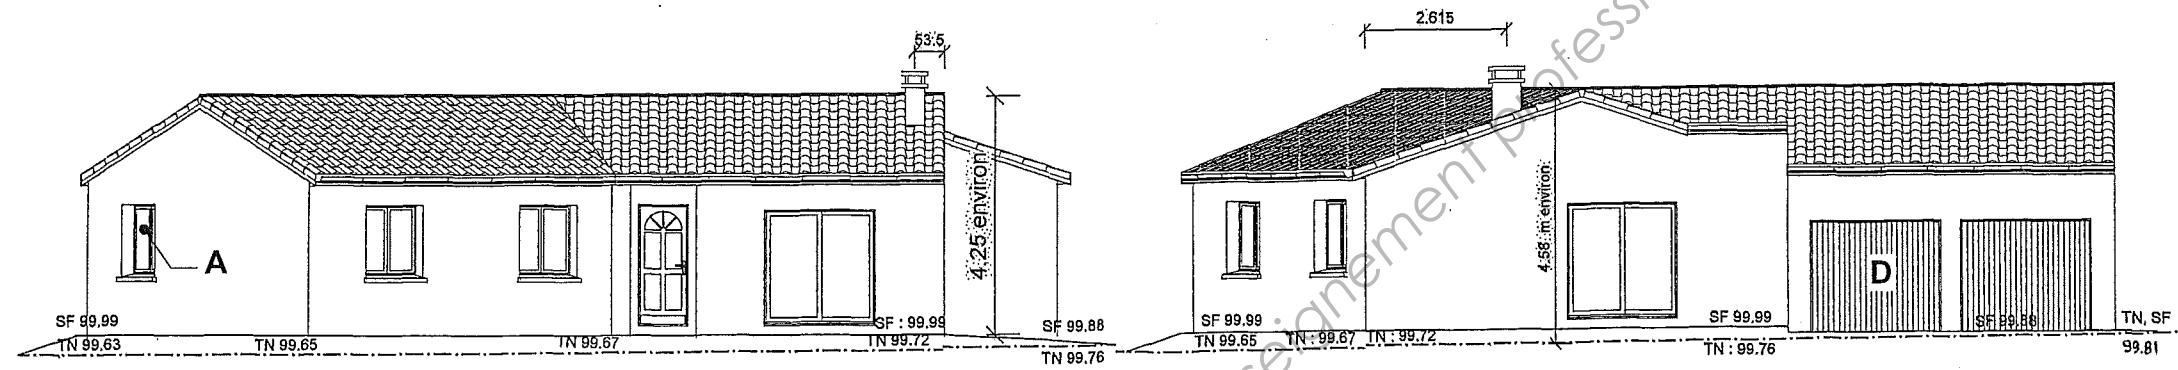 53.5
4.25 environ
A
SF 99,99
TN 99,63
TN 99,65
TN 99.67
SF : 99,99
TN 99.72
SF 99,88
TN 99.76
2.615
4.58 m environ
D
SF 99,99
TN 99.65
TN : 99,67
TN : 99.72
SF 99,99
TN : 99.76
SF 99,88
TN, SF
99.81
seignement profess